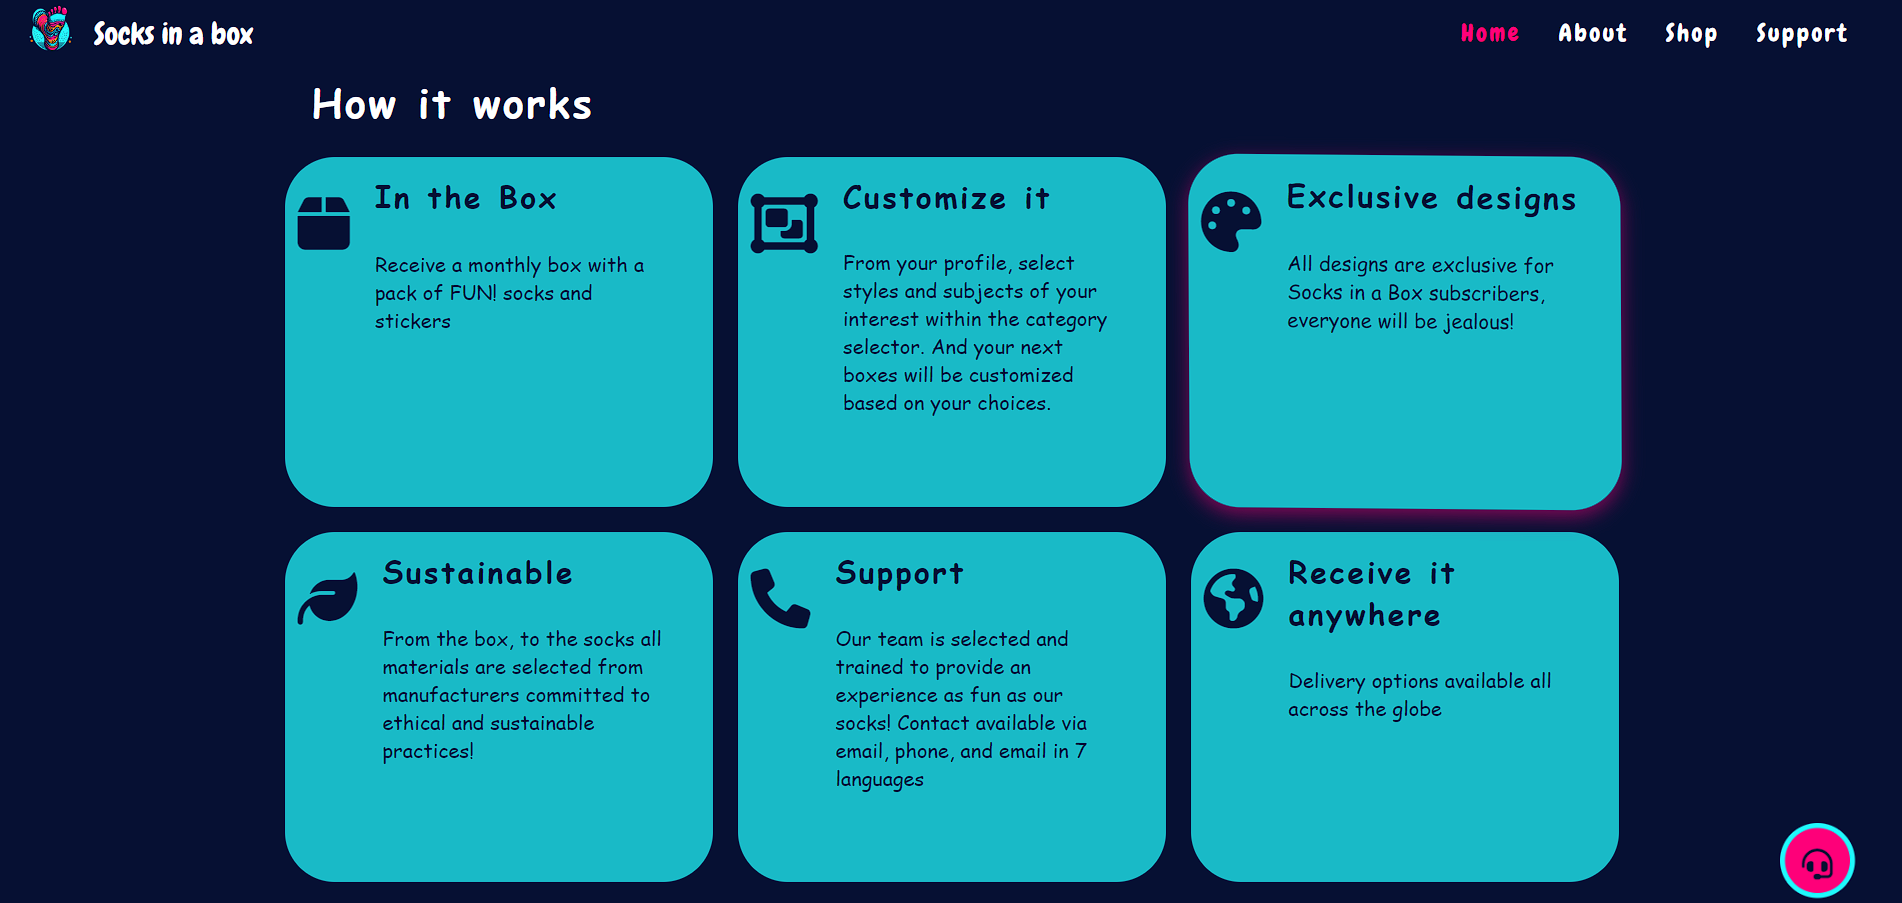 Socks in a box
Home
About
Shop
Support
How it works
In the Box
Receive a monthly box with a
pack of FUN! socks and
stickers
Customize it
From your profile, select
styles and subjects of your
interest within the category
selector. And your next
boxes will be customized
based on your choices.
Exclusive designs
All designs are exclusive for
Socks in a Box subscribers,
everyone will be jealous!
Sustainable
From the box, to the socks all
materials are selected from
manufacturers committed to
ethical and sustainable
practices!
Support
Our team is selected and
trained to provide an
experience as fun as our
socks! Contact available via
email, phone, and email in 7
languages
Receive it
anywhere
Delivery options available all
across the globe